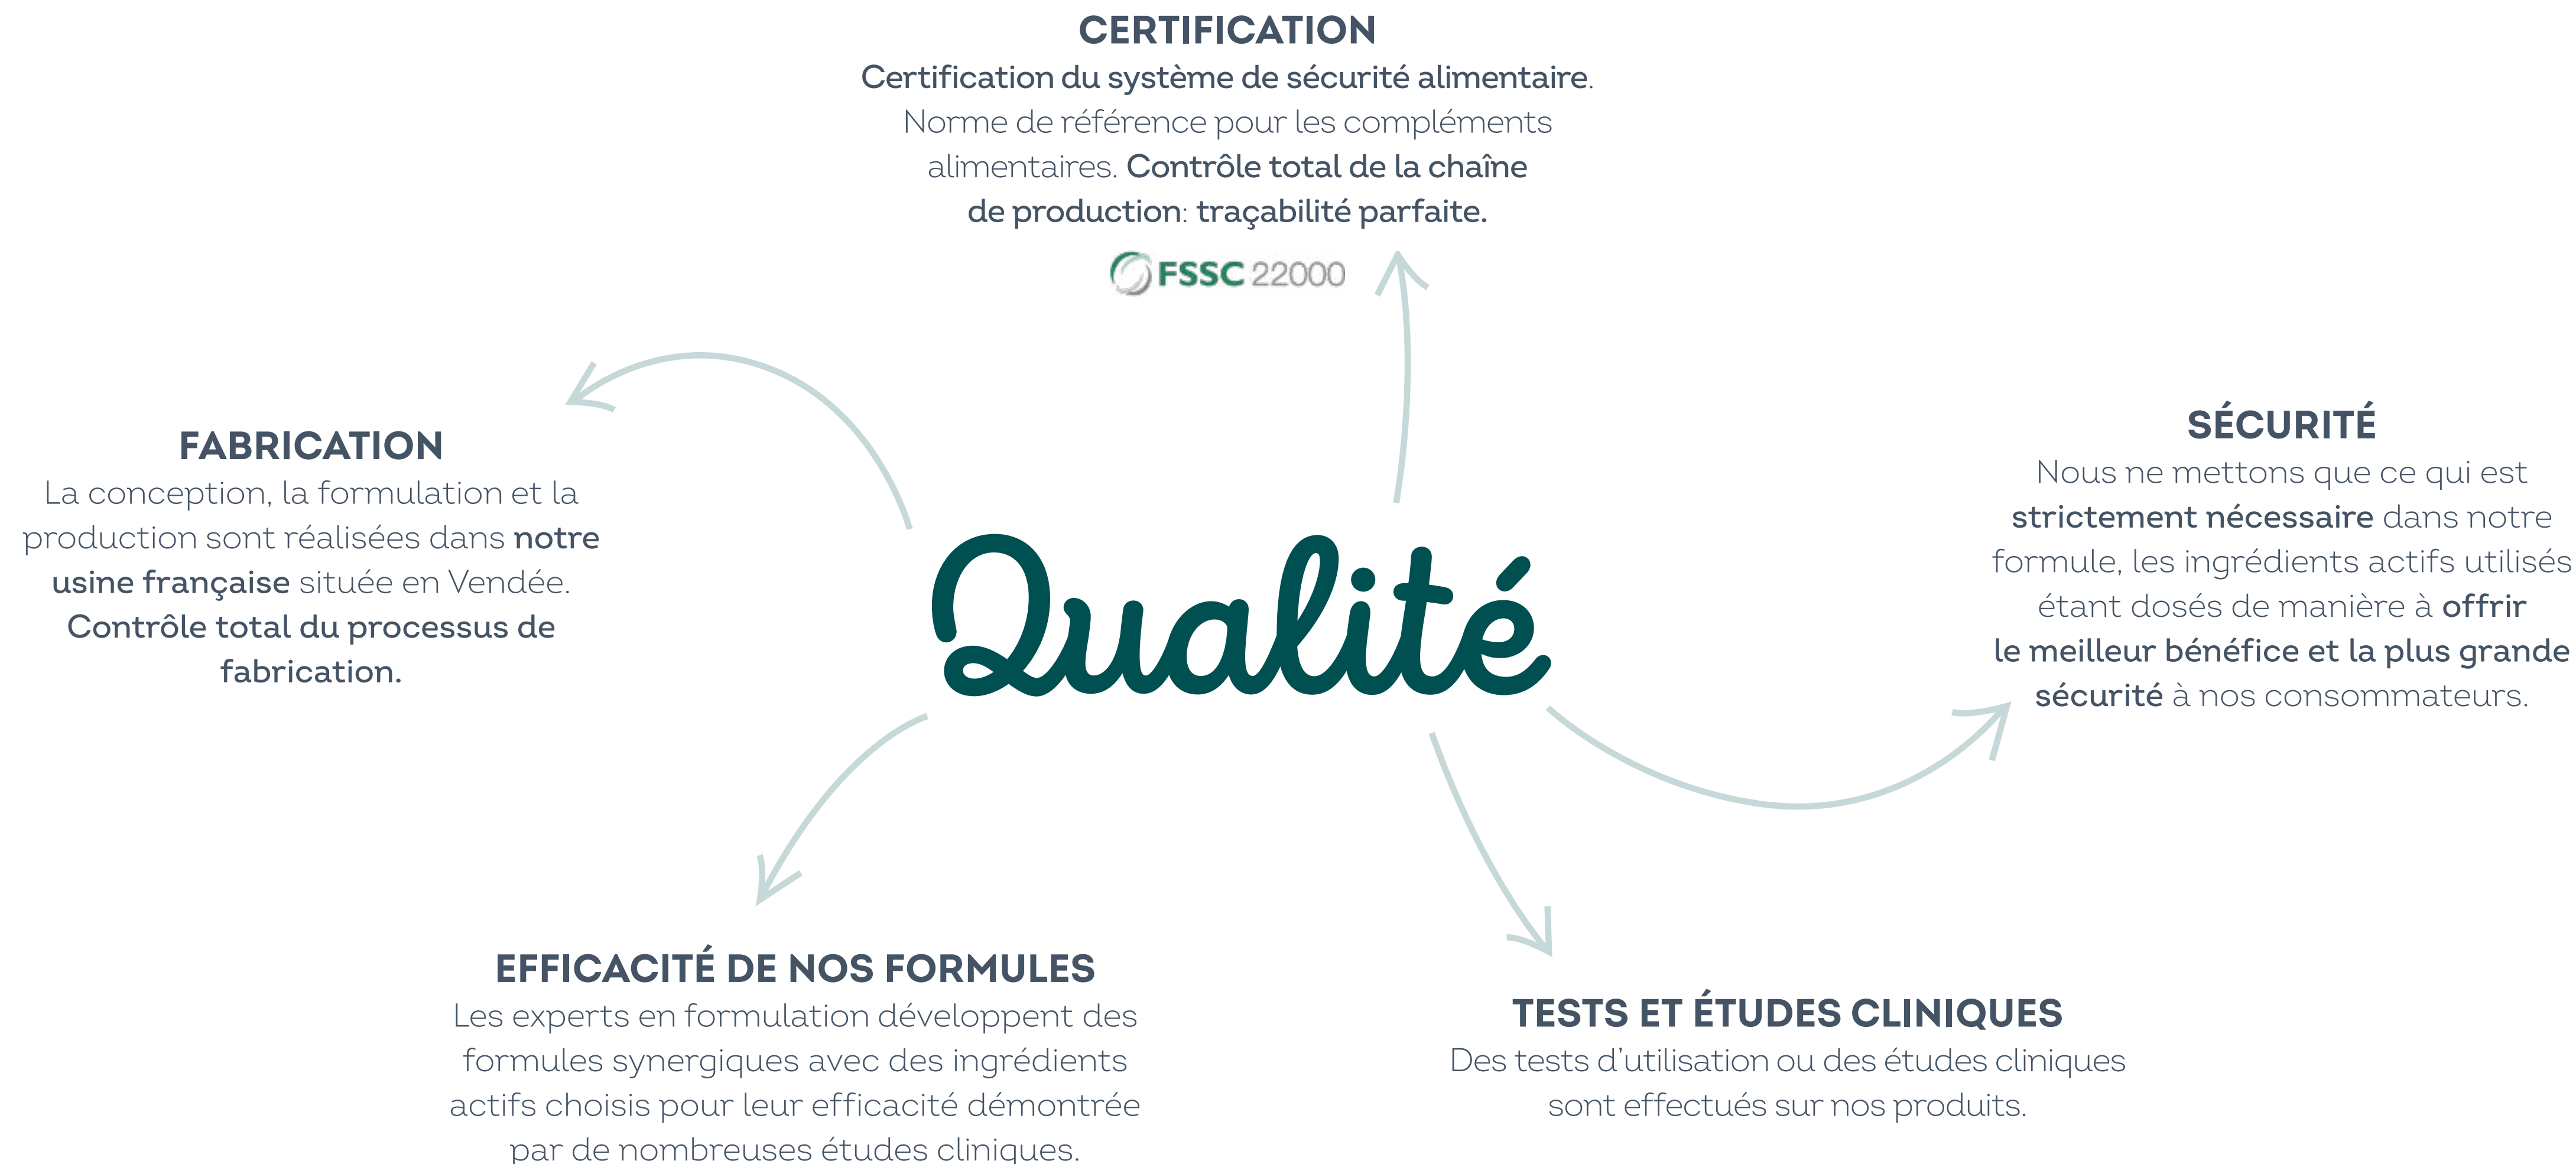 CERTIFICATION
Certification du système de sécurité alimentaire.
Norme de référence pour les compléments
alimentaires. Contrôle total de la chaîne
de production: traçabilité parfaite.
FSSC 22000
FABRICATION
La conception, la formulation et la
production sont réalisées dans notre
usine française située en Vendée.
Contrôle total du processus de
fabrication.
Qualité
SÉCURITÉ
Nous ne mettons que ce qui est
strictement nécessaire dans notre
formule, les ingrédients actifs utilisés
étant dosés de manière à offrir
le meilleur bénéfice et la plus grande
sécurité à nos consommateurs.
EFFICACITÉ DE NOS FORMULES
Les experts en formulation développent des
formules synergiques avec des ingrédients
actifs choisis pour leur efficacité démontrée
par de nombreuses études cliniques.
TESTS ET ÉTUDES CLINIQUES
Des tests d’utilisation ou des études cliniques
sont effectués sur nos produits.